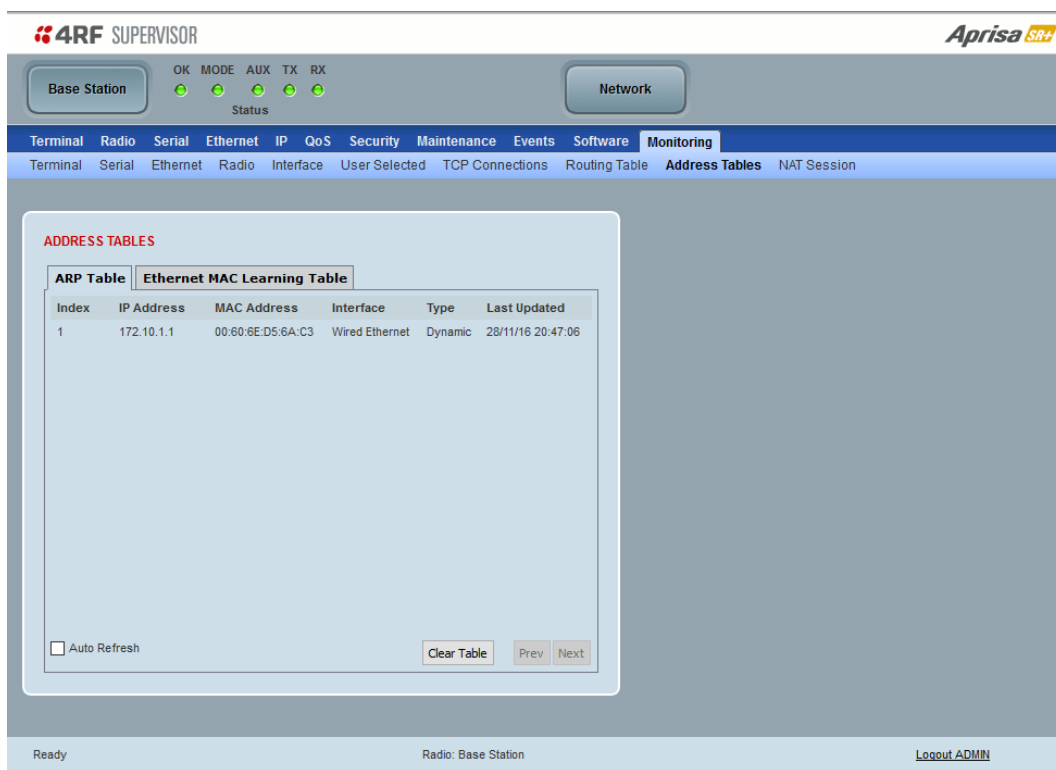 4RF SUPERVISOR
Aprisa SR+
OK MODE AUX TX RX
Base Station
Network
Status
Terminal Radio Serial Ethernet IP QoS Security Maintenance Events Software Monitoring
Terminal Serial Ethernet Radio Interface User Selected TCP Connections Routing Table Address Tables NAT Session
ADDRESS TABLES
ARP Table Ethernet MAC Learning Table
Index IP Address MAC Address Interface Type Last Updated
1 172.10.1.1 00:60:6E:D5:6A:C3 Wired Ethernet Dynamic 28/11/16 20:47:06
Auto Refresh
Clear Table Prev Next
Ready Radio: Base Station Logout ADMIN